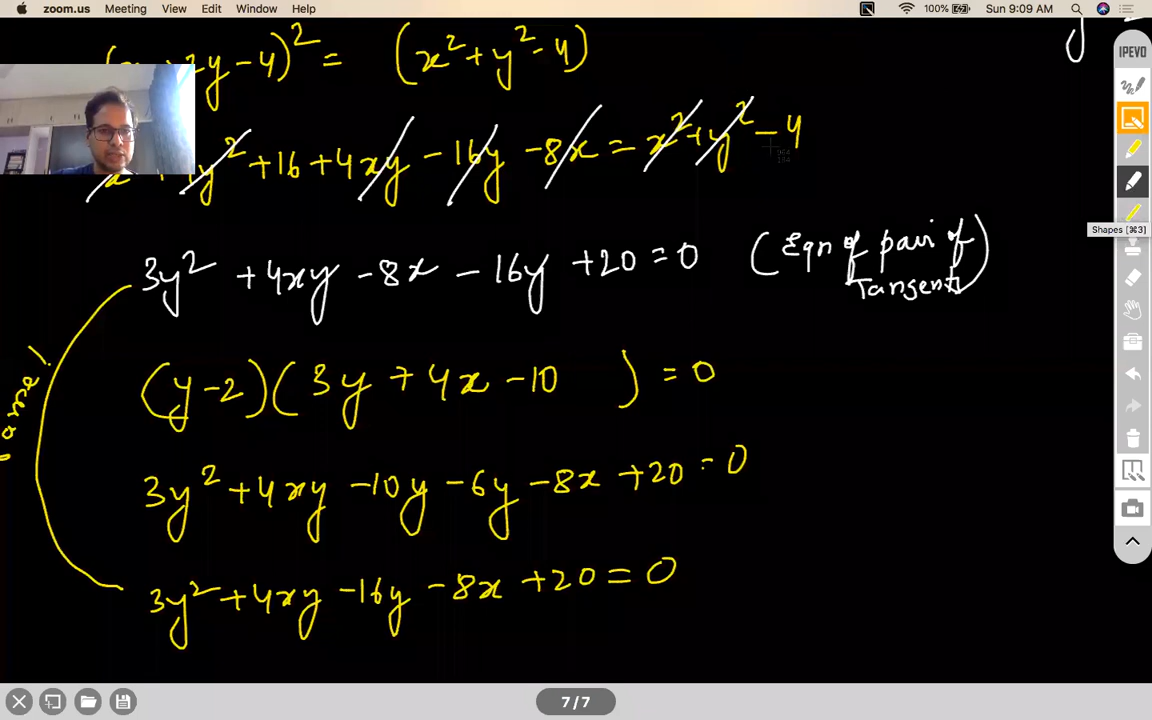 zoom.us Meeting View Edit Window Help 100% Sun 9:09 AM
y - 4)² = (x² + y² - 4)
y² + 16 + 4xy - 16y - 8x = x² + y² - 4
3y² + 4xy - 8x - 16y + 20 = 0 (Eqn of pair of
Tangents)
(y - 2)(3y + 4x - 10 ) = 0
3y² + 4xy - 10y - 6y - 8x + 20 = 0
3y² + 4xy - 16y - 8x + 20 = 0
IPEVO
Shapes [⌘3]
7/7